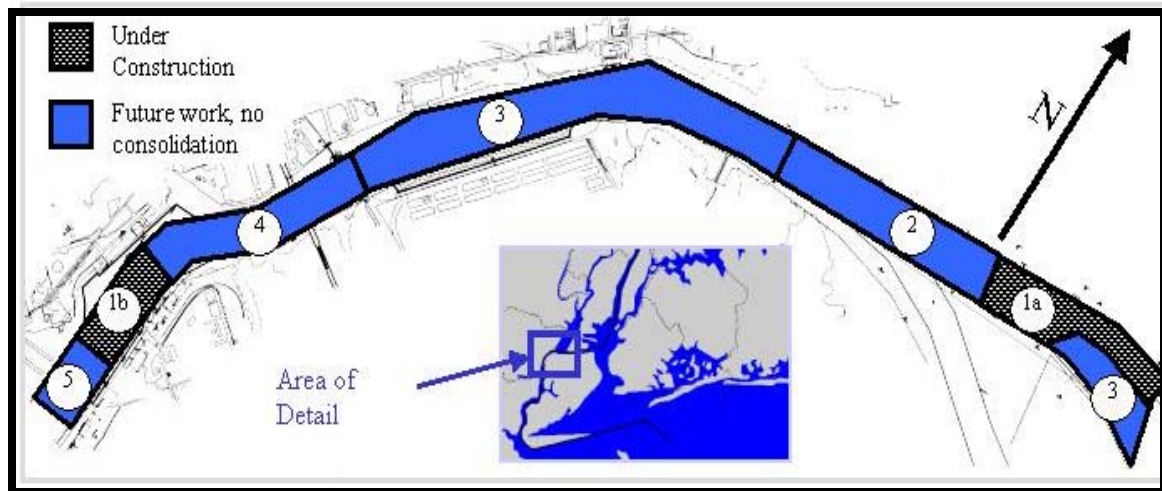 Under
Construction
Future work, no
consolidation
N
3
4
2
1b
1a
5
3
Area of
Detail